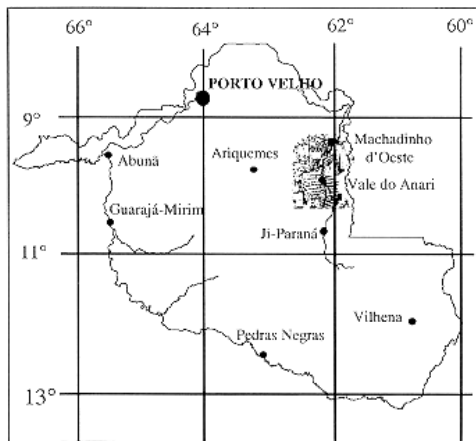 66° 64° 62° 60°
PORTO VELHO
9°
Machadinho
d'Oeste
Abunã
Ariquemes
Vale do Anari
Guarajá-Mirim
Ji-Paraná
11°
Vilhena
Pedras Negras
13°